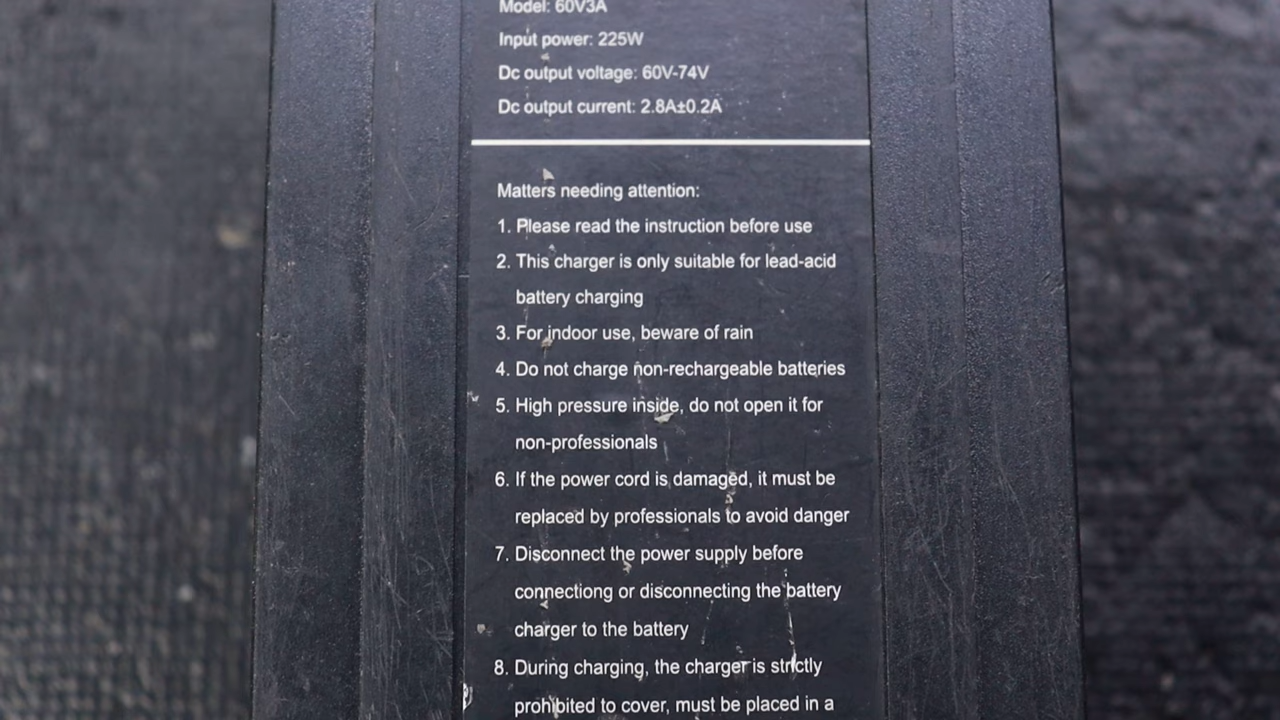 Model: 60V3A
Input power: 225W
Dc output voltage: 60V-74V
Dc output current: 2.8A±0.2A
Matters needing attention:
1. Please read the instruction before use
2. This charger is only suitable for lead-acid
battery charging
3. For indoor use, beware of rain
4. Do not charge non-rechargeable batteries
5. High pressure inside, do not open it for
non-professionals
6. If the power cord is damaged, it must be
replaced by professionals to avoid danger
7. Disconnect the power supply before
connectiong or disconnecting the battery
charger to the battery
8. During charging, the charger is strictly
prohibited to cover, must be placed in a